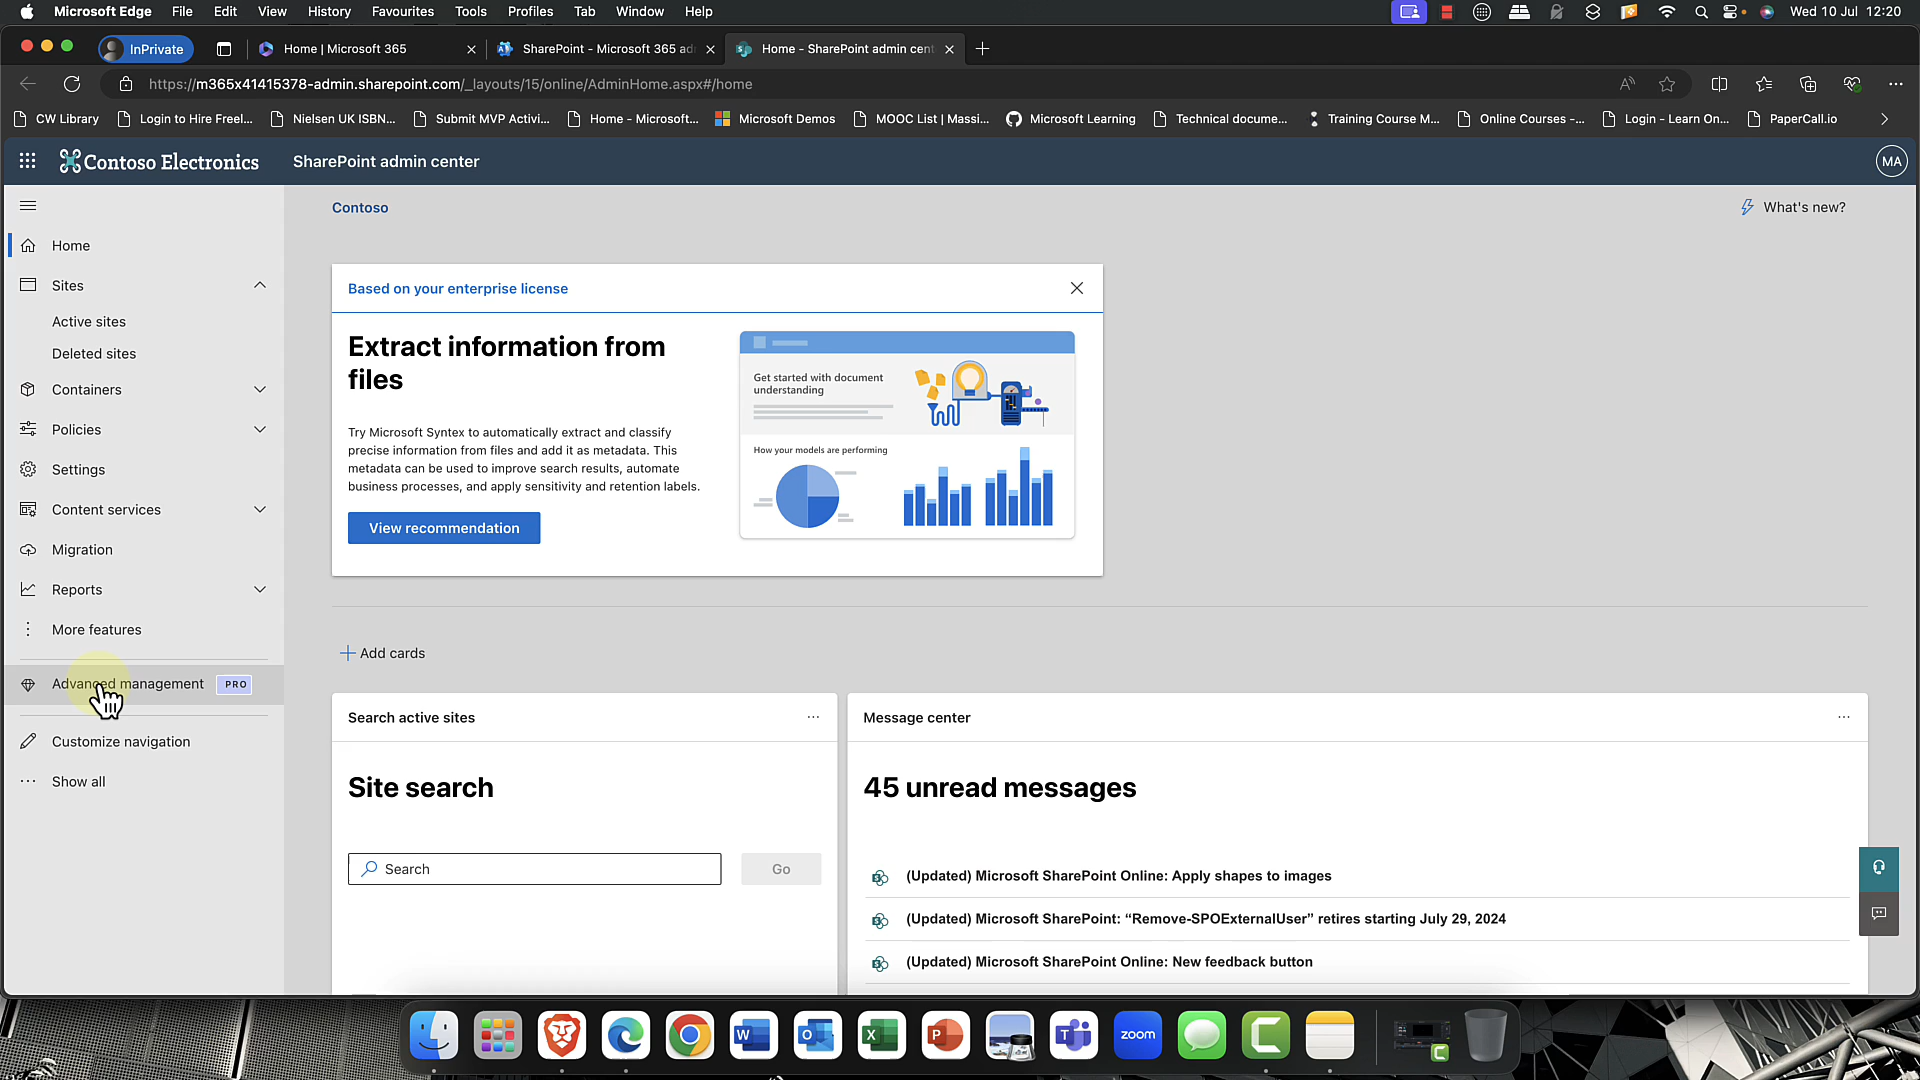 Microsoft Edge File Edit View History Favourites Tools Profiles Tab Window Help Wed 10 Jul 12:20
InPrivate Home | Microsoft 365 SharePoint - Microsoft 365 ad Home - SharePoint admin cent
https://m365x41415378-admin.sharepoint.com/_layouts/15/online/AdminHome.aspx#/home
CW Library Login to Hire Freel... Nielsen UK ISBN... Submit MVP Activi... Home - Microsoft... Microsoft Demos MOOC List | Massi... Microsoft Learning Technical docume... Training Course M... Online Courses -... Login - Learn On... PaperCall.io
Contoso Electronics SharePoint admin center MA
Home
Sites
Active sites
Deleted sites
Containers
Policies
Settings
Content services
Migration
Reports
More features
Advanced management PRO
Customize navigation
Show all
Contoso What's new?
Based on your enterprise license
Extract information from
files
Try Microsoft Syntex to automatically extract and classify
precise information from files and add it as metadata. This
metadata can be used to improve search results, automate
business processes, and apply sensitivity and retention labels.
View recommendation
Get started with document
understanding
How your models are performing
Add cards
Search active sites
Site search
Search Go
Message center
45 unread messages
(Updated) Microsoft SharePoint Online: Apply shapes to images
(Updated) Microsoft SharePoint: “Remove-SPOExternalUser” retires starting July 29, 2024
(Updated) Microsoft SharePoint Online: New feedback button
W O X P T zoom C